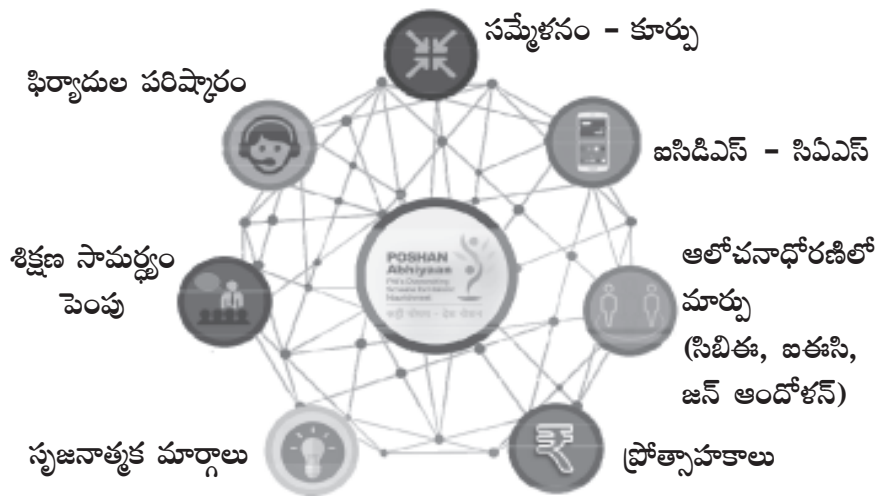 సమ్మేళనం - కూర్పు
ఫిర్యాదుల పరిష్కారం
ఐసిడిఎస్ - సిఏఎస్
శిక్షణ సామర్థ్యం
పెంపు
POSHAN
Abhiyaan
ఆలోచనాధోరణిలో
మార్పు
(సిబిఈ, ఐఈసి,
జన్ ఆందోళన్)
సృజనాత్మక మార్గాలు
ప్రోత్సాహకాలు